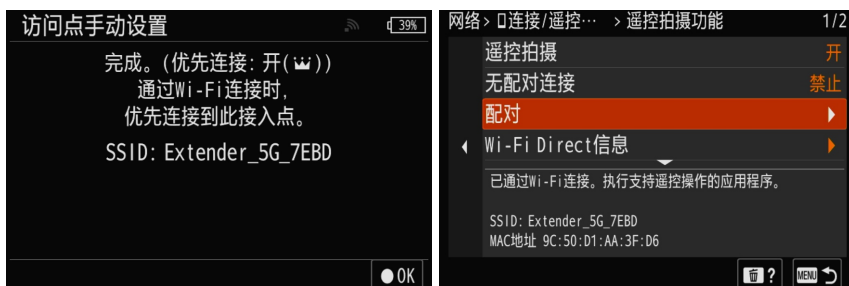 访问点手动设置
39%
完成。(优先连接: 开( ))
通过Wi-Fi连接时,
优先连接到此接入点。
SSID: Extender_5G_7EBD
OK
网络> 连接/遥控… > 遥控拍摄功能 1/2
遥控拍摄 开
无配对连接 禁止
配对
Wi-Fi Direct信息
已通过Wi-Fi连接。执行支持遥控操作的应用程序。
SSID: Extender_5G_7EBD
MAC地址 9C:50:D1:AA:3F:D6
? MENU